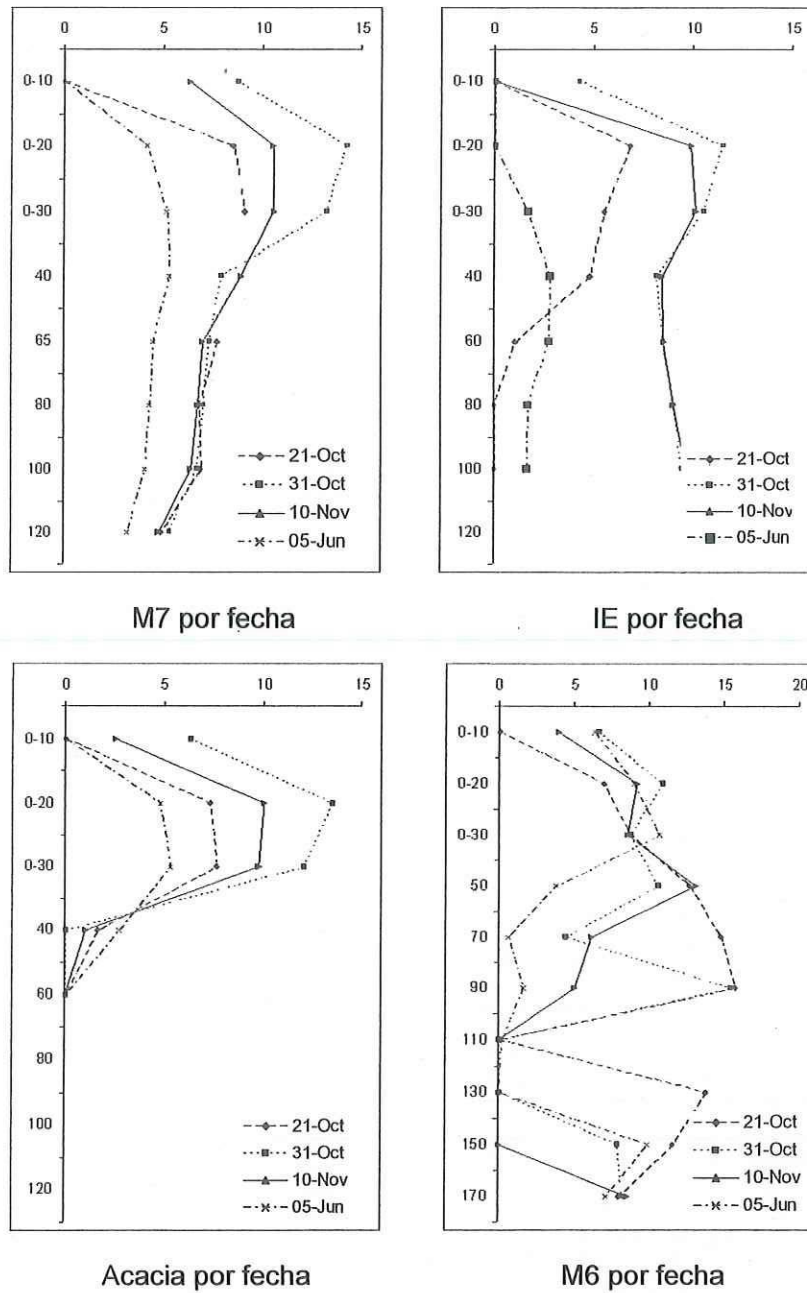 0 5 10 15
0-10
0-20
0-30
40
65
80
100
120
21-Oct
31-Oct
10-Nov
05-Jun
M7 por fecha
0 5 10 15
0-10
0-20
0-30
40
60
80
100
120
21-Oct
31-Oct
10-Nov
05-Jun
IE por fecha
0 5 10 15
0-10
0-20
0-30
40
60
80
100
120
21-Oct
31-Oct
10-Nov
05-Jun
Acacia por fecha
0 5 10 15 20
0-10
0-20
0-30
50
70
90
110
130
150
170
21-Oct
31-Oct
10-Nov
05-Jun
M6 por fecha